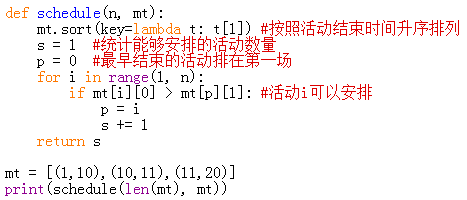 def schedule(n, mt):
    mt.sort(key=lambda t: t[1]) #按照活动结束时间升序排列
    s = 1  #统计能够安排的活动数量
    p = 0  #最早结束的活动排在第一场
    for i in range(1, n):
        if mt[i][0] > mt[p][1]: #活动i可以安排
            p = i
            s += 1
    return s
mt = [(1,10),(10,11),(11,20)]
print(schedule(len(mt), mt))